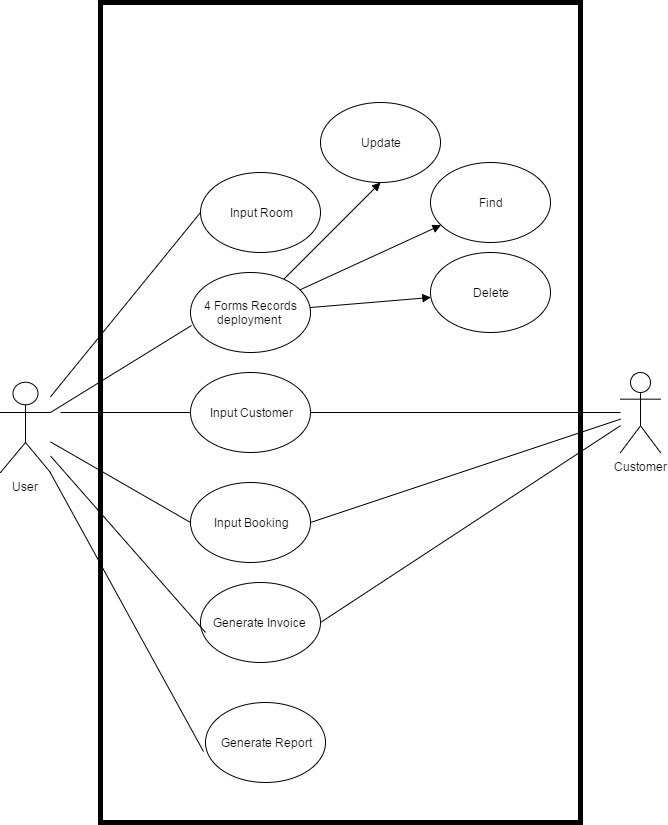 Update
Find
Input Room
4 Forms Records
deployment
Delete
Input Customer
User
Customer
Input Booking
Generate Invoice
Generate Report